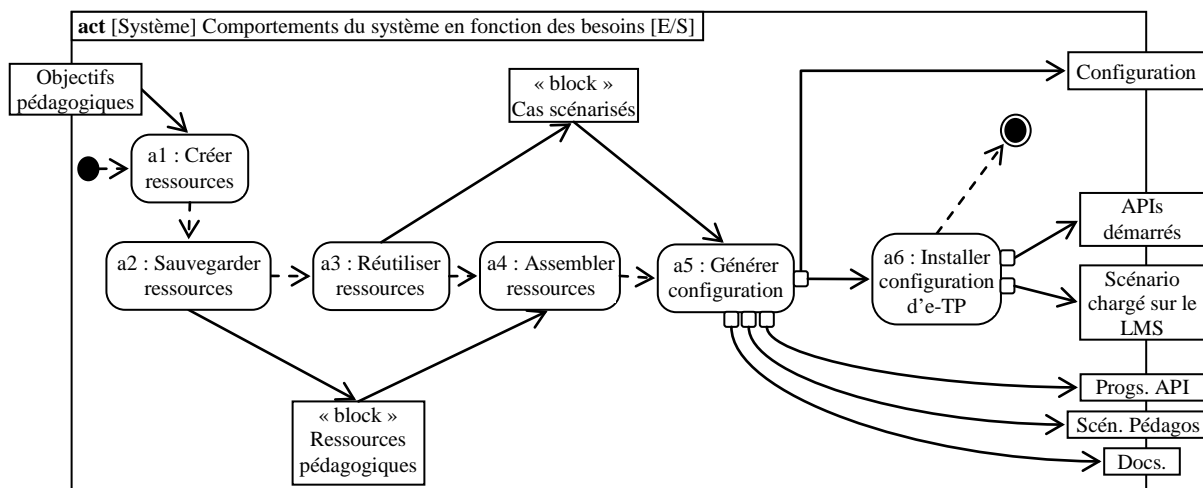 act [Système] Comportements du système en fonction des besoins [E/S]
Objectifs
pédagogiques
« block »
Cas scénarisés
Configuration
a1 : Créer
ressources
APIs
démarrés
a2 : Sauvegarder
ressources
a3 : Réutiliser
ressources
a4 : Assembler
ressources
a5 : Générer
configuration
a6 : Installer
configuration
d’e-TP
Scénario
chargé sur le
LMS
Progs. API
« block »
Ressources
pédagogiques
Scén. Pédagos
Docs.